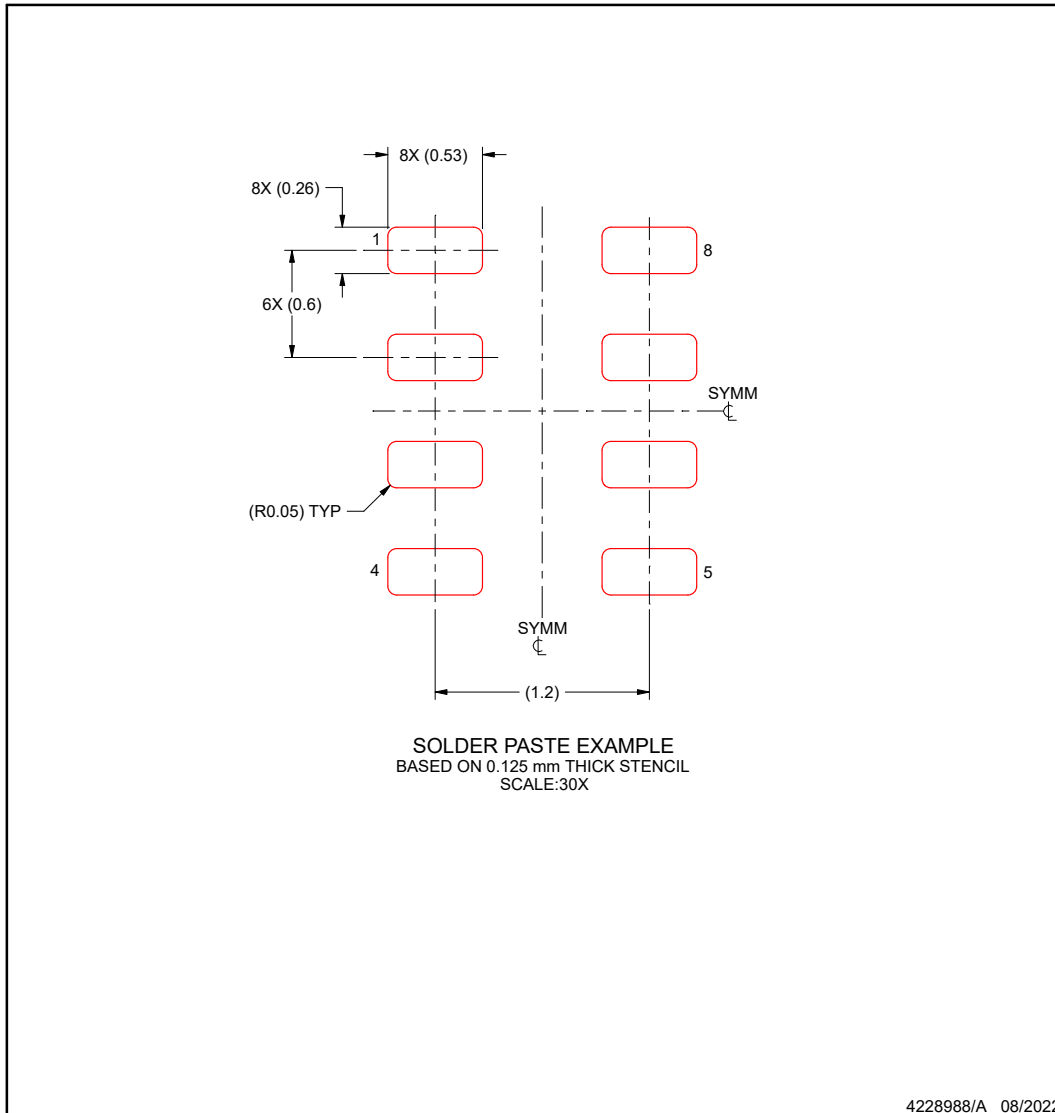 8X (0.53)
8X (0.26)
1
8
6X (0.6)
SYMM
℄
(R0.05) TYP
4
5
SYMM
℄
(1.2)
SOLDER PASTE EXAMPLE
BASED ON 0.125 mm THICK STENCIL
SCALE:30X
4228988/A 08/2022